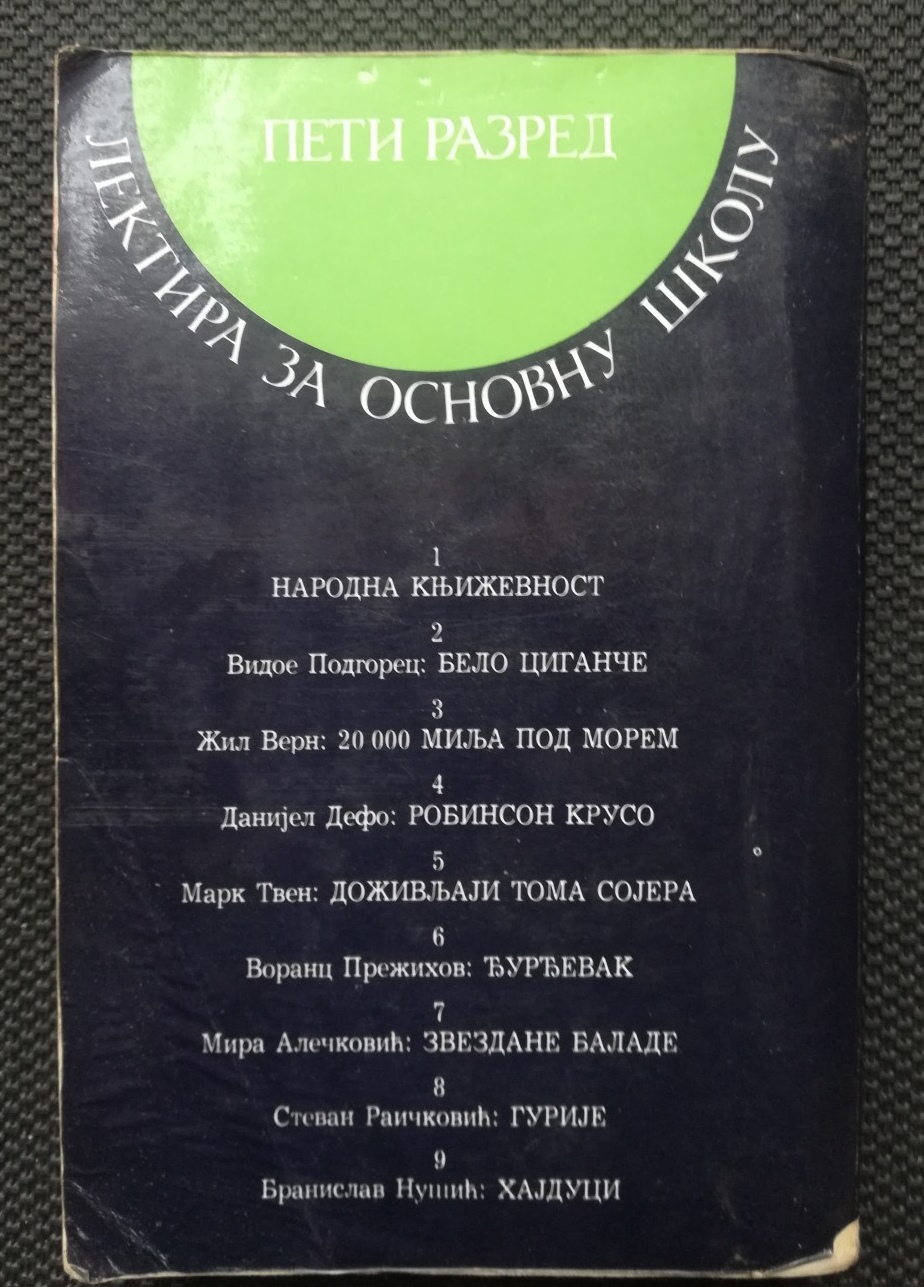 ПЕТИ РАЗРЕД
ЛЕКТИРА ЗА ОСНОВНУ ШКОЛУ
1
НАРОДНА КЊИЖЕВНОСТ
2
Видое Подгорец: БЕЛО ЦИГАНЧЕ
3
Жил Верн: 20 000 МИЉА ПОД МОРЕМ
4
Данијел Дефо: РОБИНСОН КРУСО
5
Марк Твен: ДОЖИВЉАЈИ ТОМА СОЈЕРА
6
Воранц Прежихов: ЂУРЂЕВАК
7
Мира Алечковић: ЗВЕЗДАНЕ БАЛАДЕ
8
Стеван Раичковић: ГУРИЈЕ
9
Бранислав Нушић: ХАЈДУЦИ